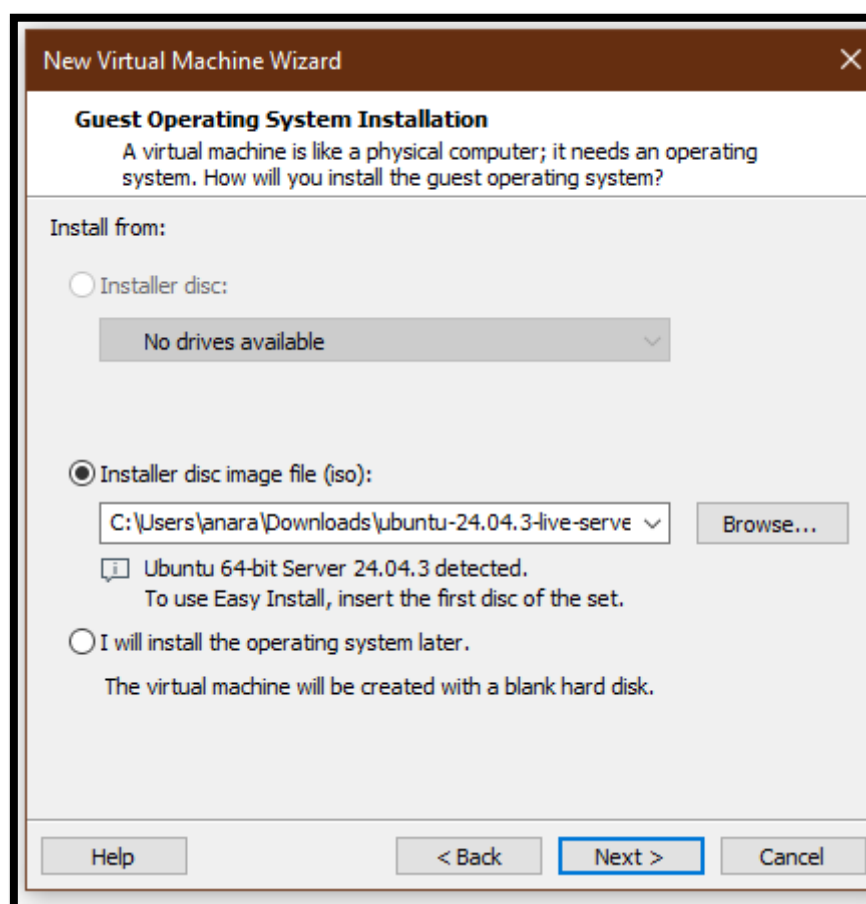 New Virtual Machine Wizard
Guest Operating System Installation
A virtual machine is like a physical computer; it needs an operating
system. How will you install the guest operating system?
Install from:
Installer disc:
No drives available
Installer disc image file (iso):
C:\Users\anara\Downloads\ubuntu-24.04.3-live-serve
Browse...
Ubuntu 64-bit Server 24.04.3 detected.
To use Easy Install, insert the first disc of the set.
I will install the operating system later.
The virtual machine will be created with a blank hard disk.
Help
< Back
Next >
Cancel